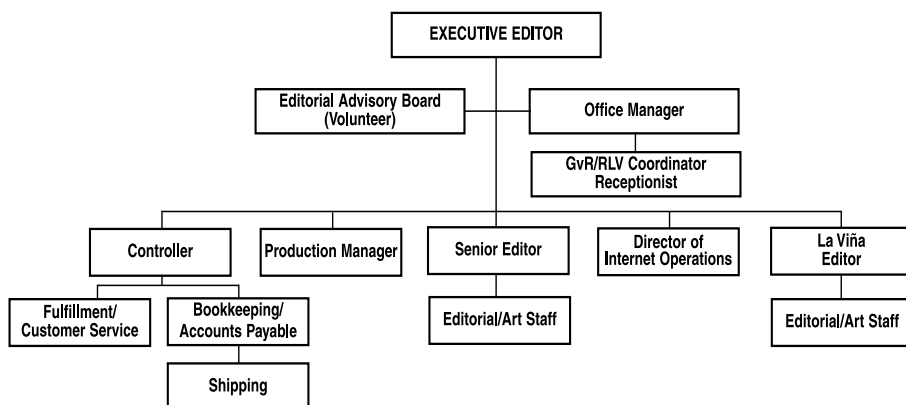 EXECUTIVE EDITOR
Editorial Advisory Board
(Volunteer)
Office Manager
GvR/RLV Coordinator
Receptionist
Controller
Production Manager
Senior Editor
Director of
Internet Operations
La Viña
Editor
Fulfillment/
Customer Service
Bookkeeping/
Accounts Payable
Editorial/Art Staff
Editorial/Art Staff
Shipping